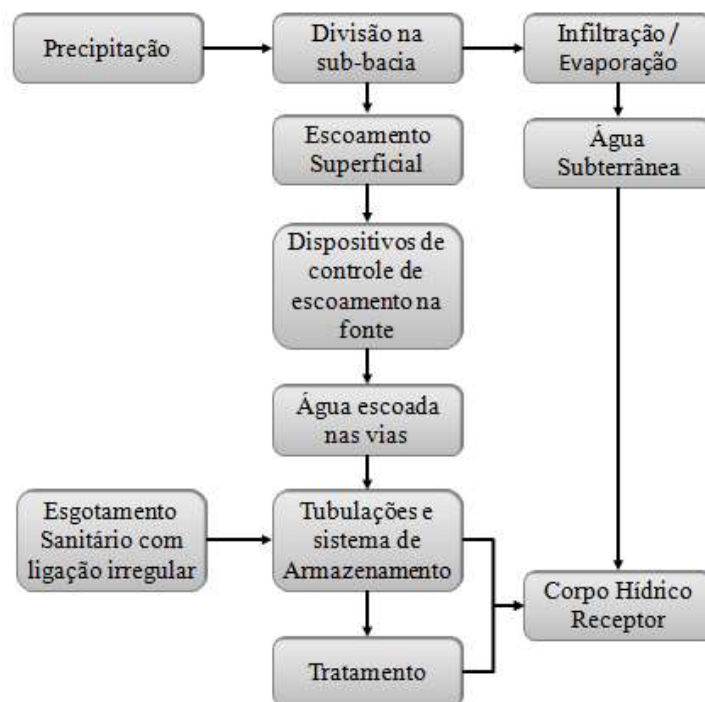 Precipitação
Divisão na
sub-bacia
Infiltração /
Evaporação
Escoamento
Superficial
Água
Subterrânea
Dispositivos de
controle de
escoamento na
fonte
Água escoada
nas vias
Esgotamento
Sanitário com
ligação irregular
Tubulações e
sistema de
Armazenamento
Corpo Hídrico
Receptor
Tratamento